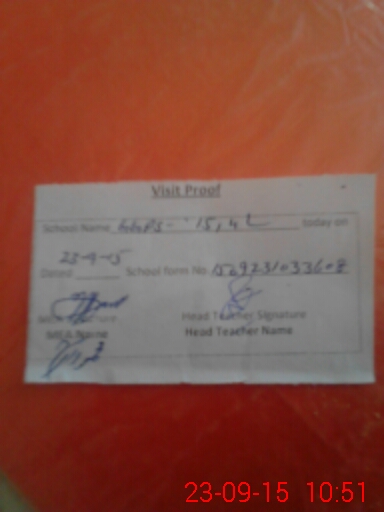 Visit Proof
School Name GGPS - 15,4L today on
23-9-15
Dated School form No. 1509231033608
Head Teacher Signature
MEA Name Head Teacher Name
23-09-15 10:51